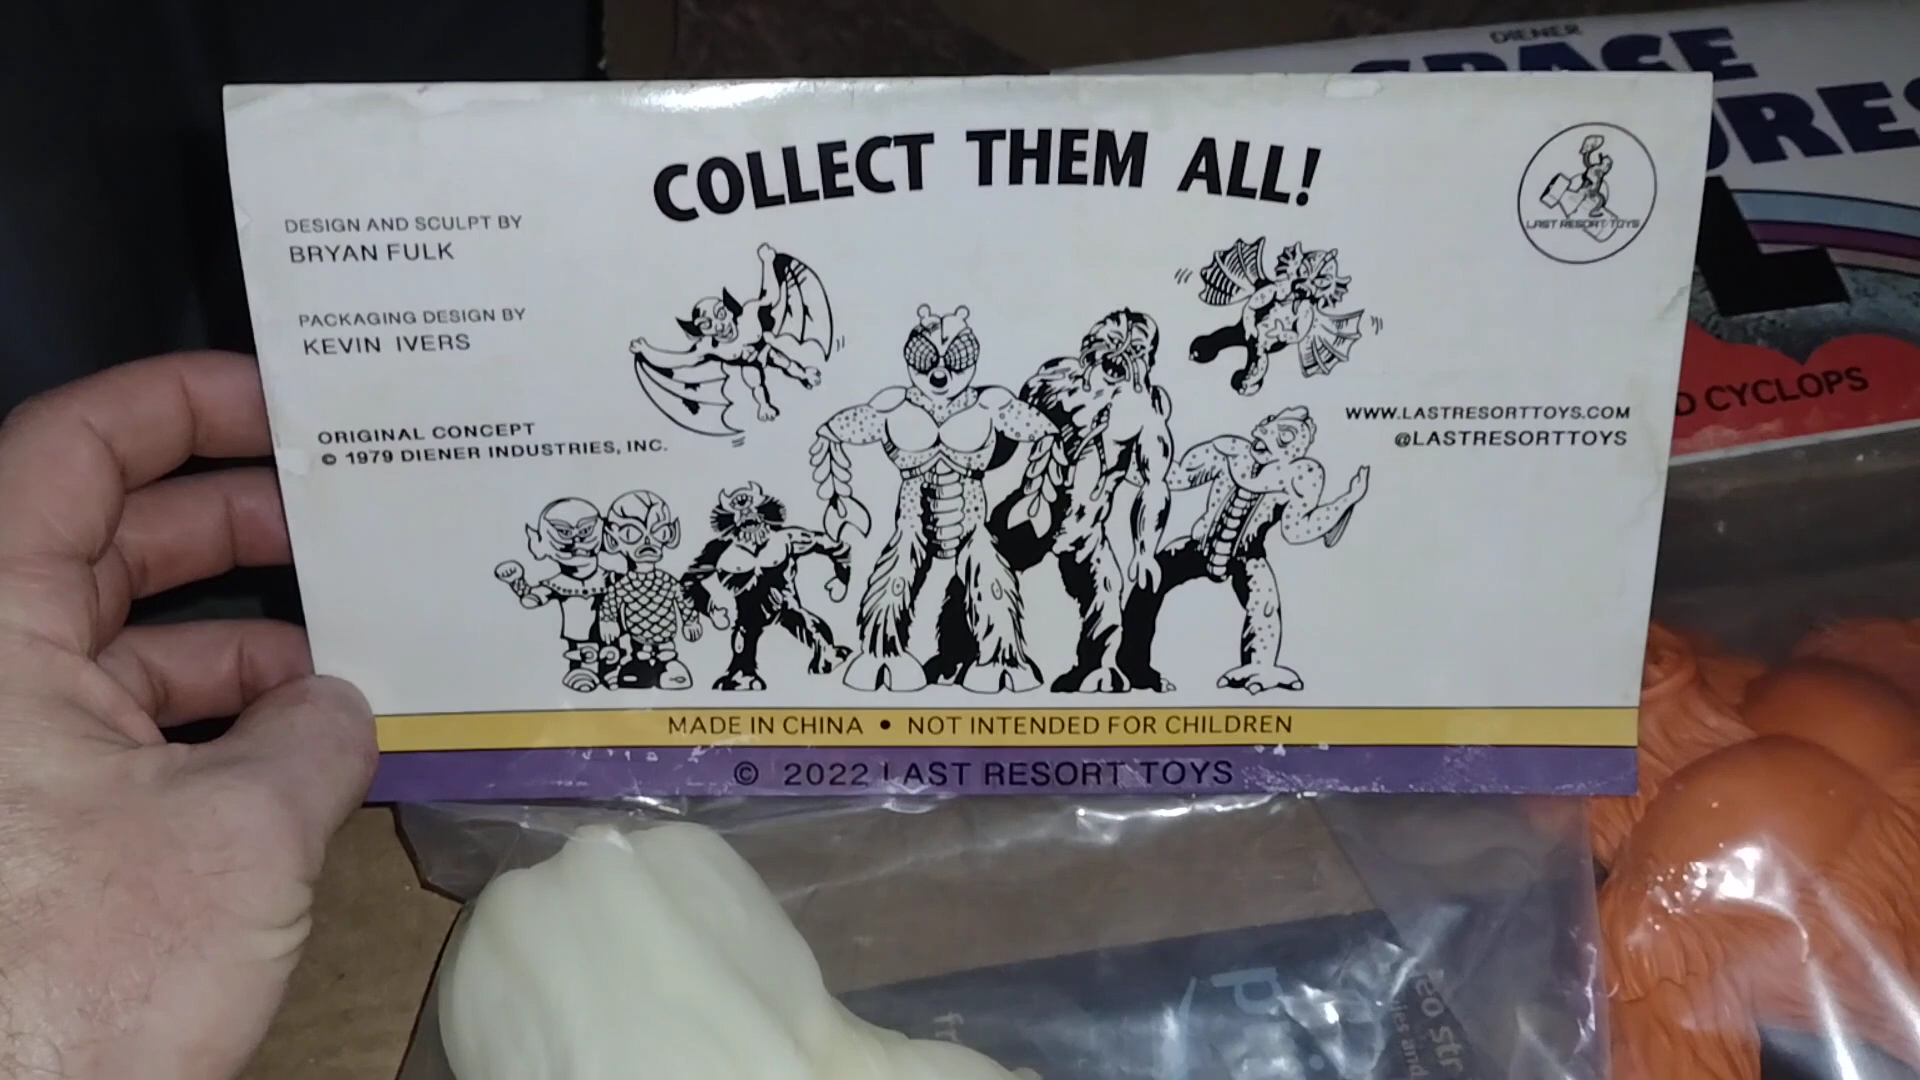 COLLECT THEM ALL!
DESIGN AND SCULPT BY
BRYAN FULK
PACKAGING DESIGN BY
KEVIN IVERS
ORIGINAL CONCEPT
© 1979 DIENER INDUSTRIES, INC.
LAST RESORT TOYS
WWW.LASTRESORTTOYS.COM
@LASTRESORTTOYS
MADE IN CHINA • NOT INTENDED FOR CHILDREN
© 2022 LAST RESORT TOYS
DIENER
SPACE
CYCLOPS